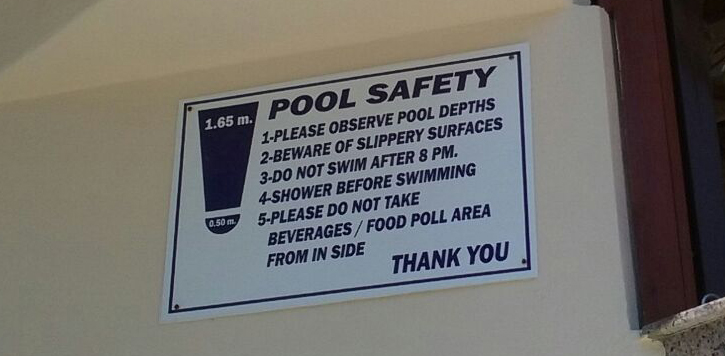 POOL SAFETY
1.65 m.
0.50 m.
1-PLEASE OBSERVE POOL DEPTHS
2-BEWARE OF SLIPPERY SURFACES
3-DO NOT SWIM AFTER 8 PM.
4-SHOWER BEFORE SWIMMING
5-PLEASE DO NOT TAKE
BEVERAGES / FOOD POLL AREA
FROM IN SIDE
THANK YOU